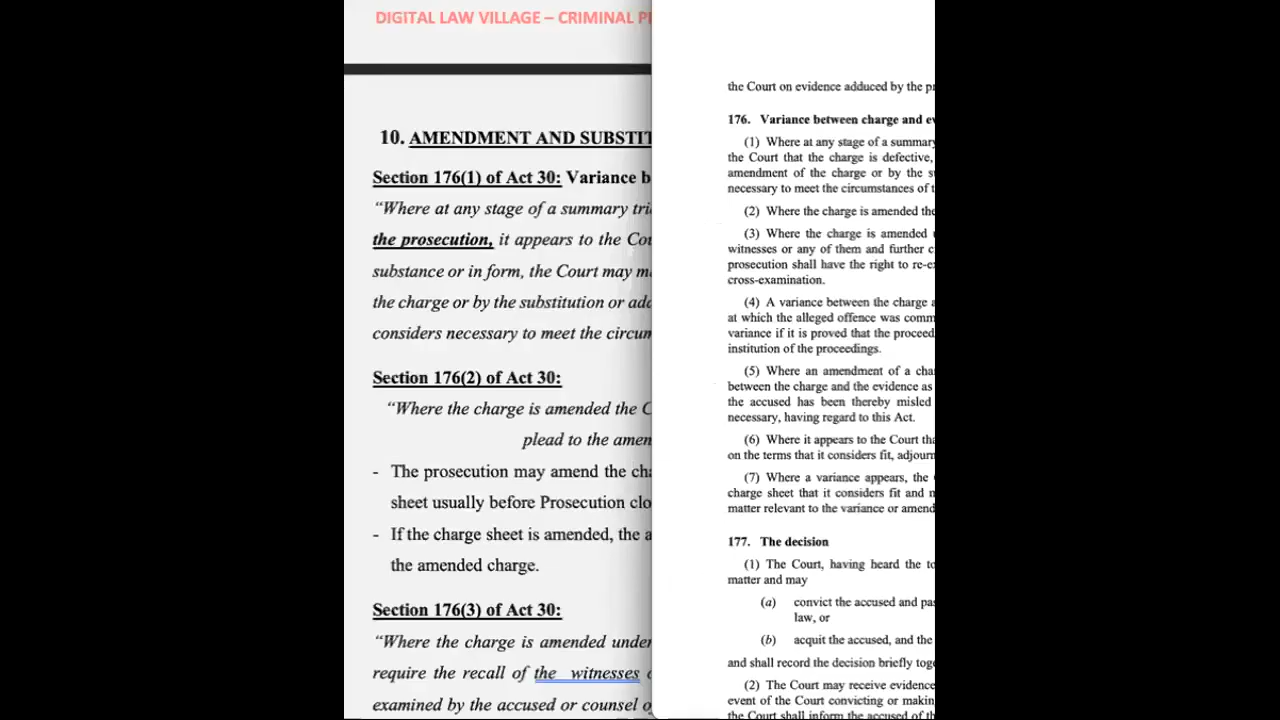 DIGITAL LAW VILLAGE – CRIMINAL
10. AMENDMENT AND SUBSTIT
Section 176(1) of Act 30: Variance b
“Where at any stage of a summary tri
the prosecution, it appears to the Cou
substance or in form, the Court may m
the charge or by the substitution or add
considers necessary to meet the circum
Section 176(2) of Act 30:
“Where the charge is amended the C
plead to the amen
- The prosecution may amend the cha
sheet usually before Prosecution clo
- If the charge sheet is amended, the a
the amended charge.
Section 176(3) of Act 30:
“Where the charge is amended under
require the recall of the witnesses o
examined by the accused or counsel o
the Court on evidence adduced by the pr
176. Variance between charge and ev
(1) Where at any stage of a summary
the Court that the charge is defective,
amendment of the charge or by the su
necessary to meet the circumstances of t
(2) Where the charge is amended the
(3) Where the charge is amended u
witnesses or any of them and further c
prosecution shall have the right to re-ex
cross-examination.
(4) A variance between the charge a
at which the alleged offence was comm
variance if it is proved that the proceed
institution of the proceedings.
(5) Where an amendment of a cha
between the charge and the evidence as
the accused has been thereby misled
necessary, having regard to this Act.
(6) Where it appears to the Court tha
on the terms that it considers fit, adjourn
(7) Where a variance appears, the
charge sheet that it considers fit and m
matter relevant to the variance or amend
177. The decision
(1) The Court, having heard the to
matter and may
(a) convict the accused and pas
law, or
(b) acquit the accused, and the
and shall record the decision briefly toge
(2) The Court may receive evidence
event of the Court convicting or makin
the Court shall inform the accused of th